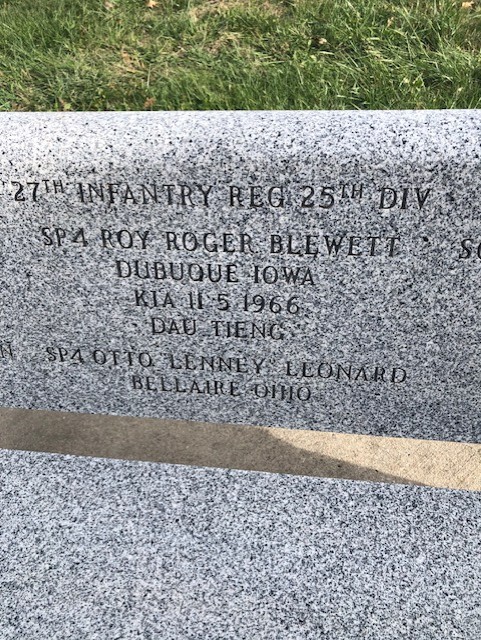 27TH INFANTRY REG 25TH DIV
SP4 ROY ROGER BLEWETT
DUBUQUE IOWA
KIA 11 5 1966
DAU TIENG
SP4 OTTO LENNEY LEONARD
BELLAIRE OHIO